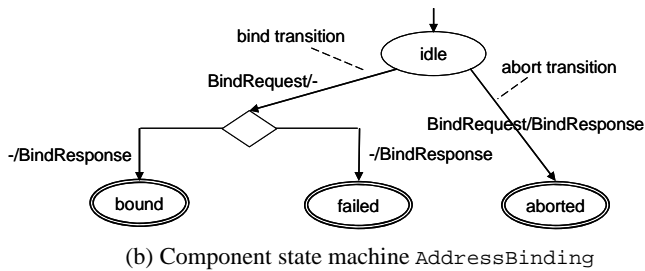 bind transition
idle
abort transition
BindRequest/-
BindRequest/BindResponse
-/BindResponse
-/BindResponse
bound
failed
aborted
(b) Component state machine AddressBinding